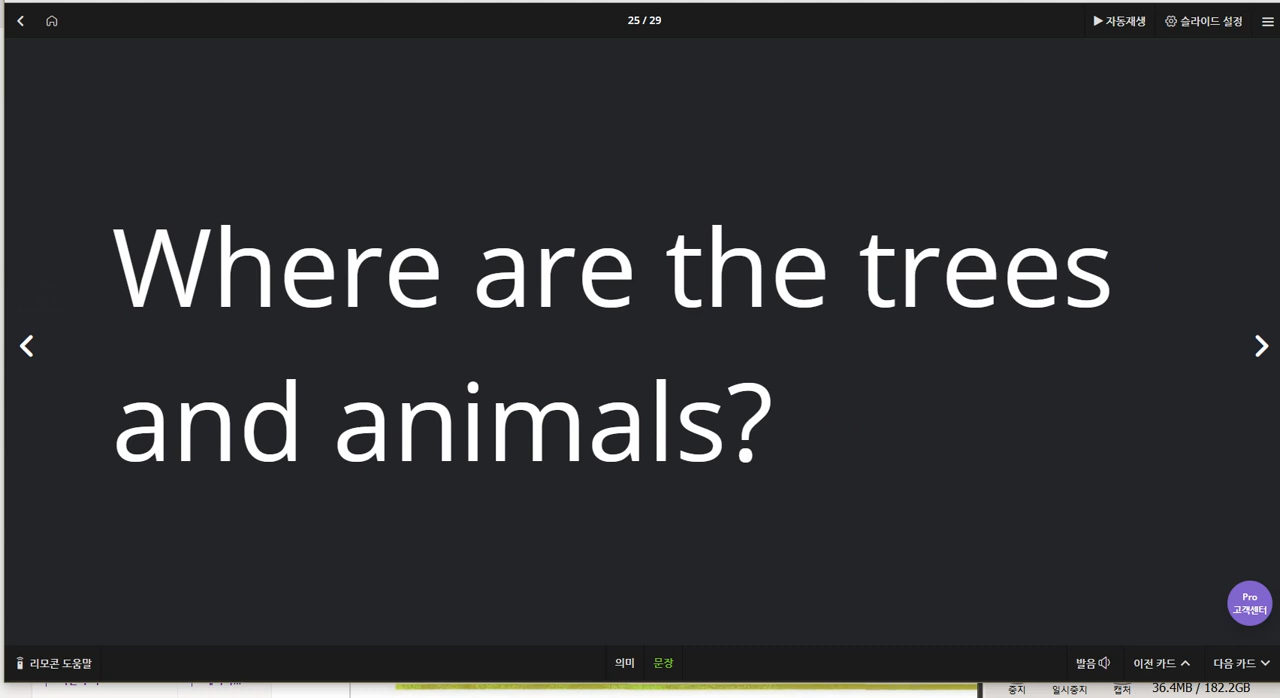 25 / 29
▶ 자동재생
슬라이드 설정
Where are the trees
and animals?
Pro
고객센터
리모콘 도움말
의미
문장
발음
이전 카드
다음 카드
중지
일시중지
캡처
36.4MB / 182.2GB